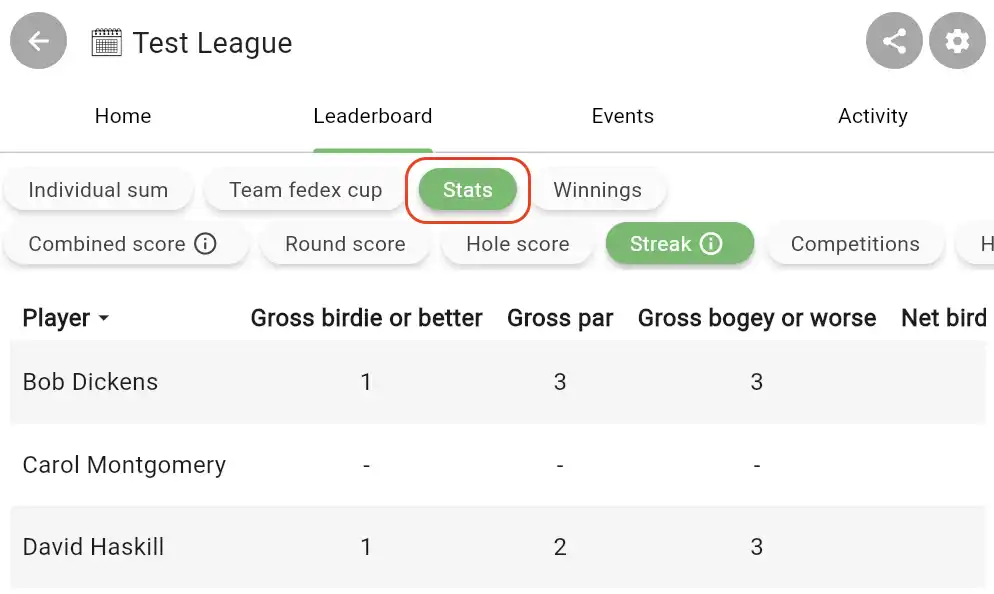 Test League
Home Leaderboard Events Activity
Individual sum Team fedex cup Stats Winnings
Combined score Round score Hole score Streak Competitions H
Player Gross birdie or better Gross par Gross bogey or worse Net bird
Bob Dickens 1 3 3
Carol Montgomery - - -
David Haskill 1 2 3